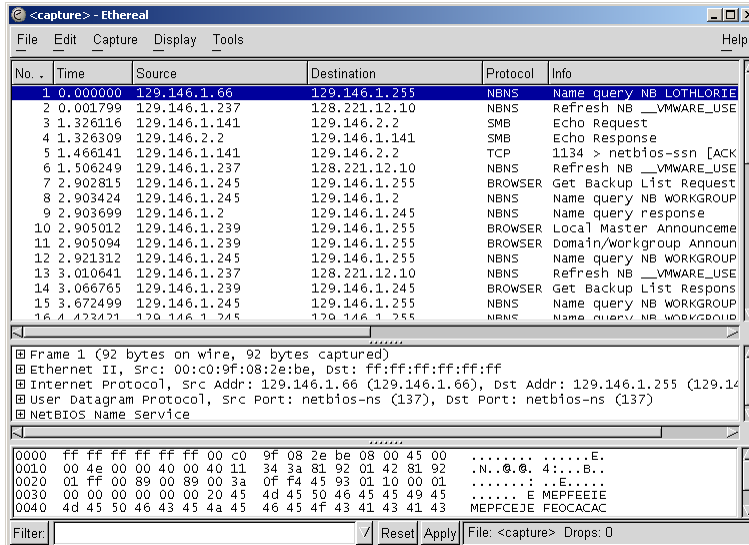 <capture> - Ethereal
File Edit Capture Display Tools Help
No. . Time Source Destination Protocol Info
1 0.000000 129.146.1.66 129.146.1.255 NBNS Name query NB LOTHLORIE
2 0.001799 129.146.1.237 128.221.12.10 NBNS Refresh NB __VMWARE_USE
3 1.326116 129.146.1.141 129.146.2.2 SMB Echo Request
4 1.326309 129.146.2.2 129.146.1.141 SMB Echo Response
5 1.466141 129.146.1.141 129.146.2.2 TCP 1134 > netbios-ssn [ACK
6 1.506249 129.146.1.237 128.221.12.10 NBNS Refresh NB __VMWARE_USE
7 2.902815 129.146.1.245 129.146.1.255 BROWSER Get Backup List Request
8 2.903424 129.146.1.245 129.146.1.2 NBNS Name query NB WORKGROUP
9 2.903699 129.146.1.2 129.146.1.245 NBNS Name query response
10 2.905012 129.146.1.239 129.146.1.255 BROWSER Local Master Announceme
11 2.905094 129.146.1.239 129.146.1.255 BROWSER Domain/Workgroup Announ
12 2.921312 129.146.1.245 129.146.1.255 NBNS Name query NB WORKGROUP
13 3.010641 129.146.1.237 128.221.12.10 NBNS Refresh NB __VMWARE_USE
14 3.066765 129.146.1.239 129.146.1.245 BROWSER Get Backup List Respons
15 3.672499 129.146.1.245 129.146.1.255 NBNS Name query NB WORKGROUP
16 4.423421 129.146.1.245 129.146.1.255 NBNS Name query NB WORKGROUP
Frame 1 (92 bytes on wire, 92 bytes captured)
Ethernet II, Src: 00:c0:9f:08:2e:be, Dst: ff:ff:ff:ff:ff:ff
Internet Protocol, Src Addr: 129.146.1.66 (129.146.1.66), Dst Addr: 129.146.1.255 (129.14
User Datagram Protocol, Src Port: netbios-ns (137), Dst Port: netbios-ns (137)
NetBIOS Name Service
0000 ff ff ff ff ff ff 00 c0 9f 08 2e be 08 00 45 00 ........ ......E.
0010 00 4e 00 00 40 00 40 11 34 3a 81 92 01 42 81 92 .N..@.@. 4:...B..
0020 01 ff 00 89 00 89 00 3a 0f f4 45 93 01 10 00 01 .......: ..E.....
0030 00 00 00 00 00 00 20 45 4d 45 50 46 45 45 49 45 ...... E MEPFEEIE
0040 4d 45 50 46 43 45 4a 45 46 45 4f 43 41 43 41 43 MEPFCEJE FEOCACAC
Filter: Reset Apply File: <capture> Drops: 0